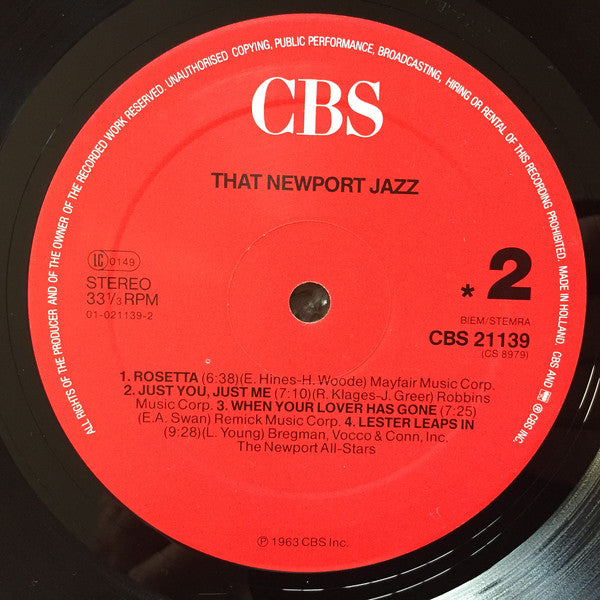 ALL RIGHTS OF THE PRODUCER AND OF THE OWNER OF THE RECORDED WORK RESERVED. UNAUTHORISED COPYING, PUBLIC PERFORMANCE, BROADCASTING, HIRING OR RENTAL OF THIS RECORDING PROHIBITED. MADE IN HOLLAND. CBS AND ® CBS INC.
CBS
THAT NEWPORT JAZZ
LC 0149
STEREO
33 1/3 RPM
01-021139-2
* 2
BIEM/STEMRA
CBS 21139
(CS 8979)
1. ROSETTA (6:38)(E. Hines-H. Woode) Mayfair Music Corp.
2. JUST YOU, JUST ME (7:10)(R. Klages-J. Greer) Robbins
Music Corp. 3. WHEN YOUR LOVER HAS GONE (7:25)
(E.A. Swan) Remick Music Corp. 4. LESTER LEAPS IN
(9:28)(L. Young) Bregman, Vocco & Conn, Inc.
The Newport All-Stars
℗ 1963 CBS Inc.